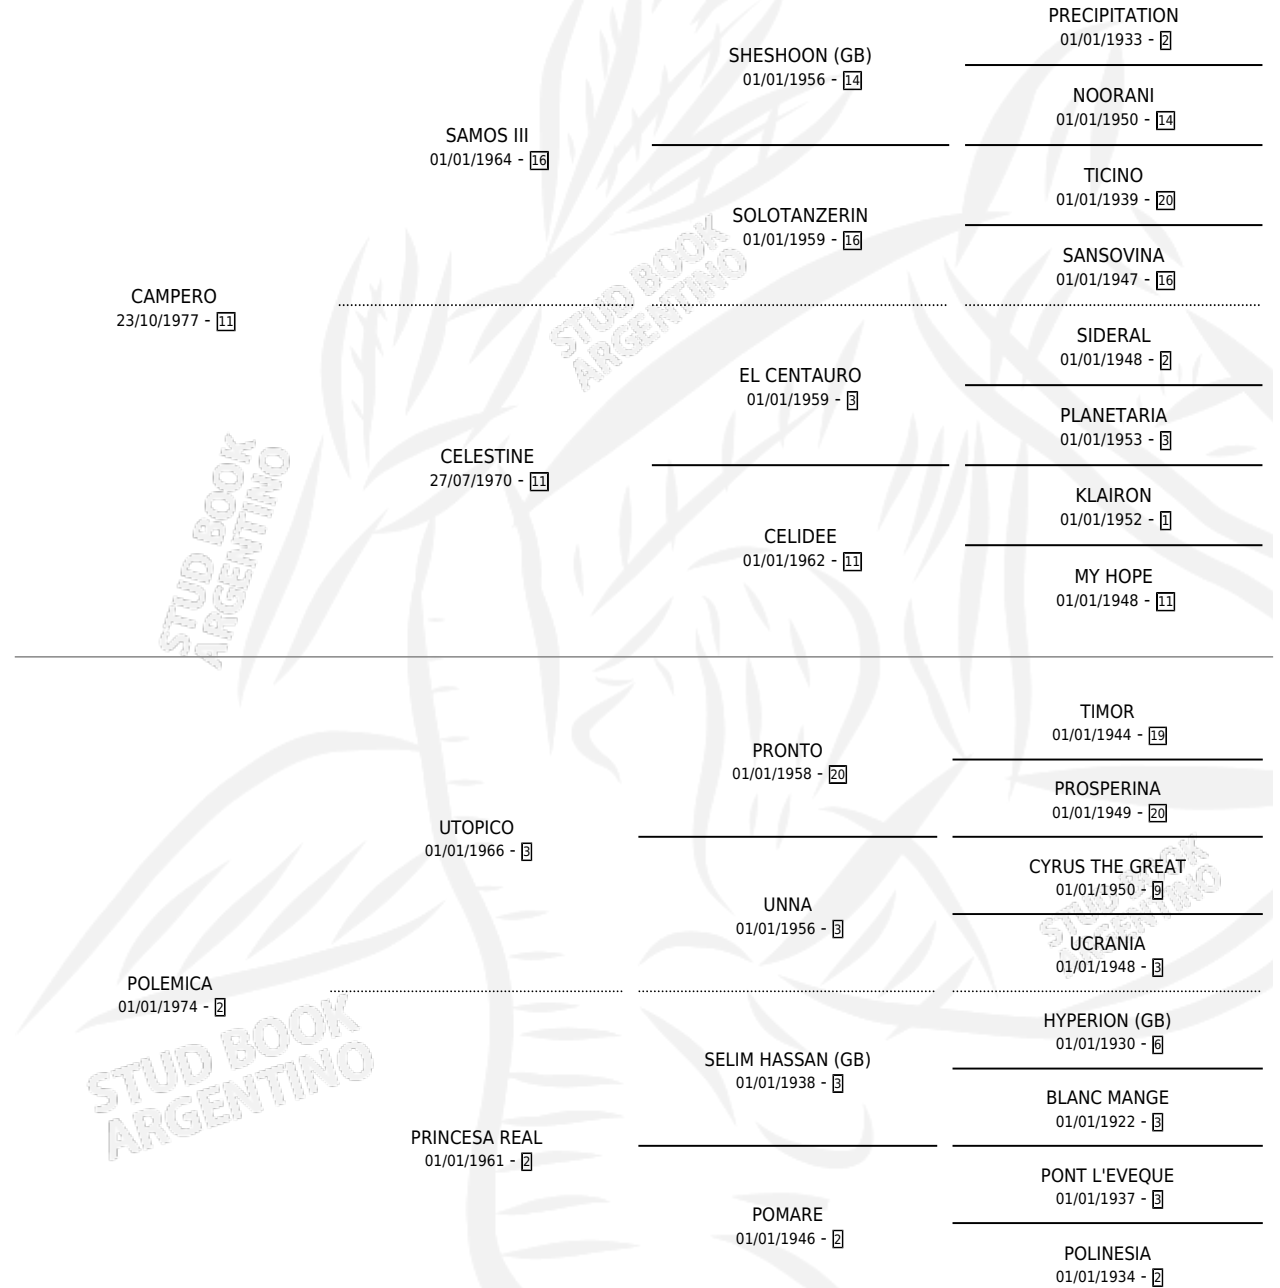 PRECIPITATION
01/01/1933 - 2
SHESHOON (GB)
01/01/1956 - 14
NOORANI
01/01/1950 - 14
SAMOS III
01/01/1964 - 16
TICINO
01/01/1939 - 20
SOLOTANZERIN
01/01/1959 - 16
SANSOVINA
01/01/1947 - 16
CAMPERO
23/10/1977 - 11
STUD BOOK
ARGENTINO
SIDERAL
01/01/1948 - 2
EL CENTAURO
01/01/1959 - 3
PLANETARIA
01/01/1953 - 3
CELESTINE
27/07/1970 - 11
KLAIRON
01/01/1952 - 1
CELIDEE
01/01/1962 - 11
MY HOPE
01/01/1948 - 11
STUD BOOK
ARGENTINO
TIMOR
01/01/1944 - 19
PRONTO
01/01/1958 - 20
PROSPERINA
01/01/1949 - 20
UTOPICO
01/01/1966 - 3
CYRUS THE GREAT
01/01/1950 - 9
UNNA
01/01/1956 - 3
UCRANIA
01/01/1948 - 3
STUD BOOK
ARGENTINO
POLEMICA
01/01/1974 - 2
HYPERION (GB)
01/01/1930 - 6
SELIM HASSAN (GB)
01/01/1938 - 3
BLANC MANGE
01/01/1922 - 3
STUD BOOK
ARGENTINO
PRINCESA REAL
01/01/1961 - 2
PONT L'EVEQUE
01/01/1937 - 3
POMARE
01/01/1946 - 2
POLINESIA
01/01/1934 - 2